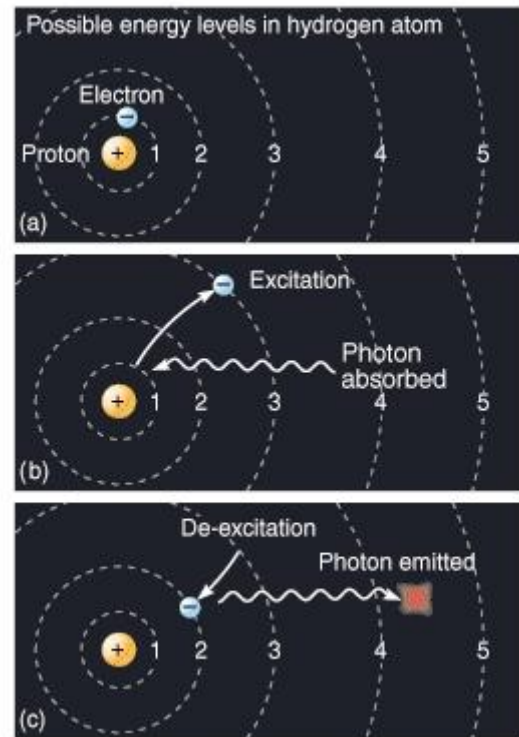 Possible energy levels in hydrogen atom
Electron
−
Proton + 1 2 3 4 5
(a)
− Excitation
Photon
absorbed
+ 1 2 3 4 5
(b)
De-excitation
Photon emitted
−
+ 1 2 3 4 5
(c)